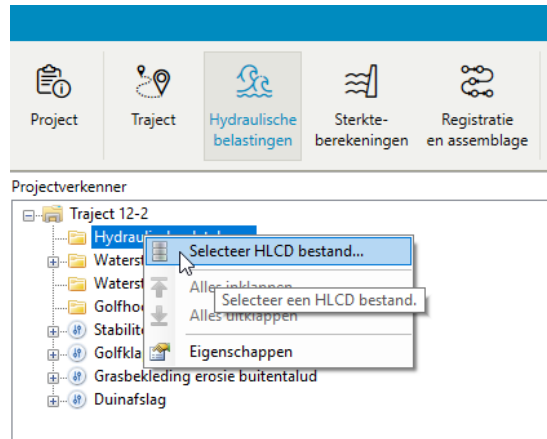 Project
Traject
Hydraulische
belastingen
Sterkte-
berekeningen
Registratie
en assemblage
Projectverkenner
Traject 12-2
Selecteer HLCD bestand...
Alles inklappen
Selecteer een HLCD bestand.
Alles uitklappen
Eigenschappen
Grasbekleding erosie buitentalud
Duinafslag